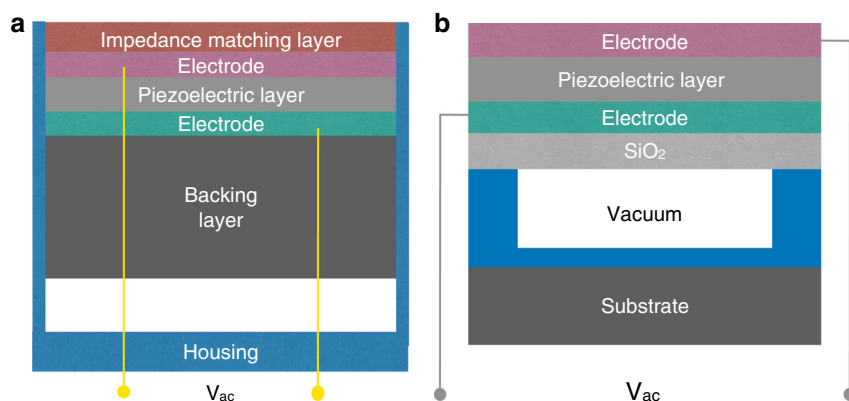 a
Impedance matching layer
Electrode
Piezoelectric layer
Electrode
Backing
layer
Housing
Vac
b
Electrode
Piezoelectric layer
Electrode
SiO₂
Vacuum
Substrate
Vac